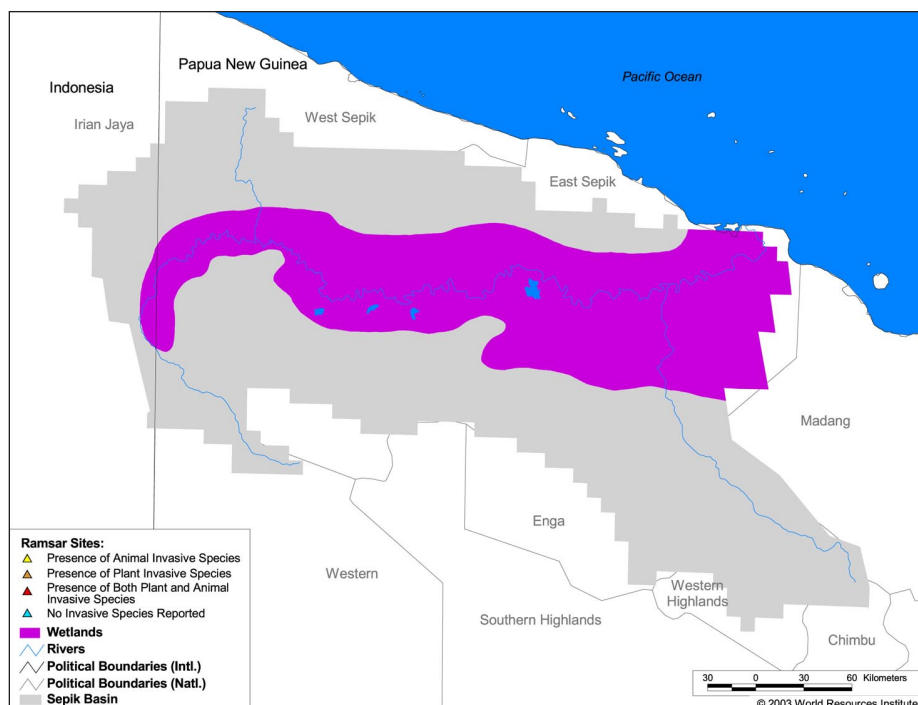 Pacific Ocean
Papua New Guinea
Indonesia
Irian Jaya
West Sepik
East Sepik
Madang
Enga
Western
Western
Highlands
Southern Highlands
Chimbu
Ramsar Sites:
Presence of Animal Invasive Species
Presence of Plant Invasive Species
Presence of Both Plant and Animal
Invasive Species
No Invasive Species Reported
Wetlands
Rivers
Political Boundaries (Intl.)
Political Boundaries (Natl.)
Sepik Basin
30 0 30 60 Kilometers
© 2003 World Resources Institute